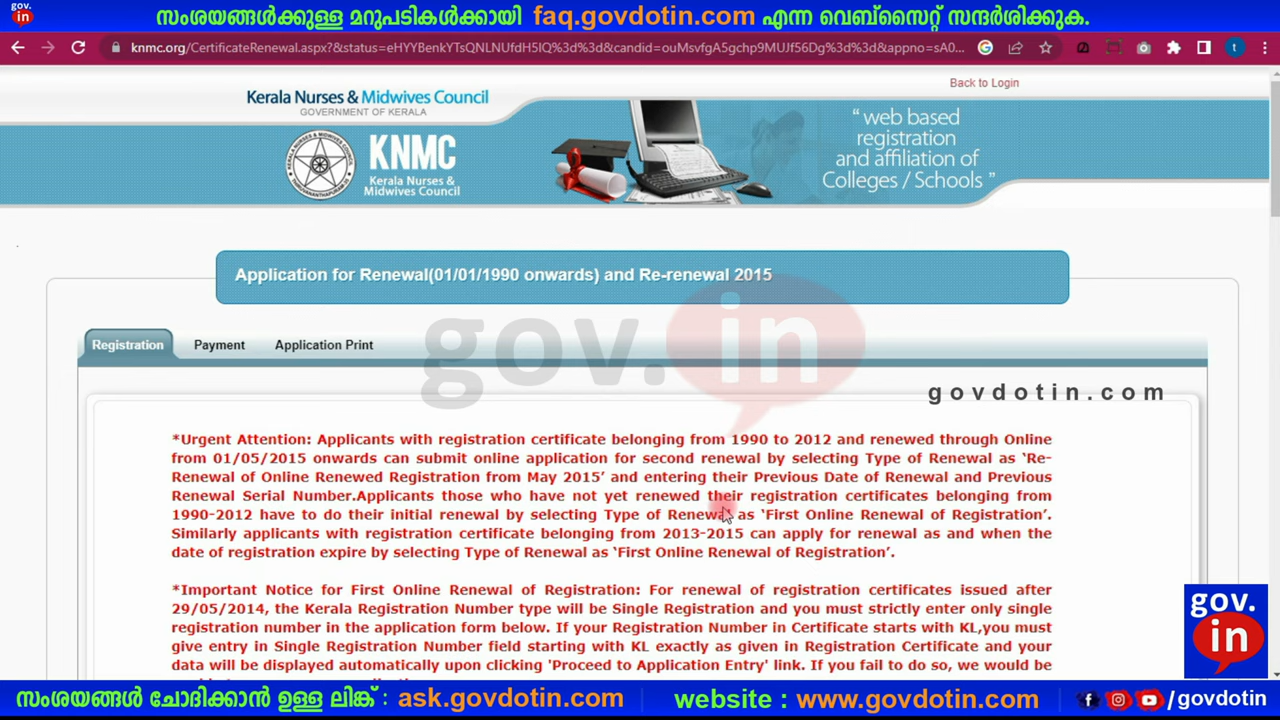 gov.
in
സംശയങ്ങൾക്കുള്ള മറുപടികൾക്കായി faq.govdotin.com എന്ന വെബ്സൈറ്റ് സന്ദർശിക്കുക.
knmc.org/CertificateRenewal.aspx?&status=eHYYBenkYTsQNLNUfdH5IQ%3d%3d&candid=ouMsvfgA5gchp9MUJf56Dg%3d%3d&appno=sA0...
t
Back to Login
Kerala Nurses & Midwives Council
GOVERNMENT OF KERALA
KNMC
Kerala Nurses &
Midwives Council
“ web based
registration
and affiliation of
Colleges / Schools ”
Application for Renewal(01/01/1990 onwards) and Re-renewal 2015
Registration Payment Application Print
gov.in
govdotin.com
*Urgent Attention: Applicants with registration certificate belonging from 1990 to 2012 and renewed through Online
from 01/05/2015 onwards can submit online application for second renewal by selecting Type of Renewal as ‘Re-
Renewal of Online Renewed Registration from May 2015’ and entering their Previous Date of Renewal and Previous
Renewal Serial Number.Applicants those who have not yet renewed their registration certificates belonging from
1990-2012 have to do their initial renewal by selecting Type of Renewal as ‘First Online Renewal of Registration’.
Similarly applicants with registration certificate belonging from 2013-2015 can apply for renewal as and when the
date of registration expire by selecting Type of Renewal as ‘First Online Renewal of Registration’.
*Important Notice for First Online Renewal of Registration: For renewal of registration certificates issued after
29/05/2014, the Kerala Registration Number type will be Single Registration and you must strictly enter only single
registration number in the application form below. If your Registration Number in Certificate starts with KL,you must
give entry in Single Registration Number field starting with KL exactly as given in Registration Certificate and your
data will be displayed automatically upon clicking 'Proceed to Application Entry' link. If you fail to do so, we would be
gov.
in
സംശയങ്ങൾ ചോദിക്കാൻ ഉള്ള ലിങ്ക് : ask.govdotin.com website : www.govdotin.com /govdotin